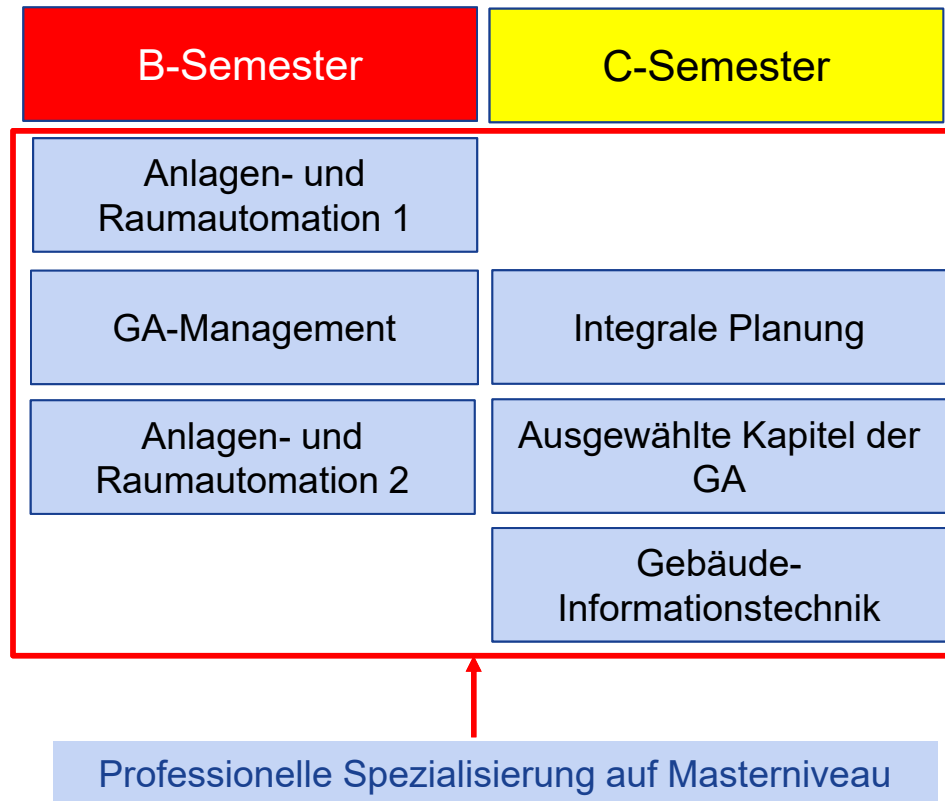 B-Semester
C-Semester
Anlagen- und
Raumautomation 1
GA-Management
Integrale Planung
Anlagen- und
Raumautomation 2
Ausgewählte Kapitel der
GA
Gebäude-
Informationstechnik
Professionelle Spezialisierung auf Masterniveau